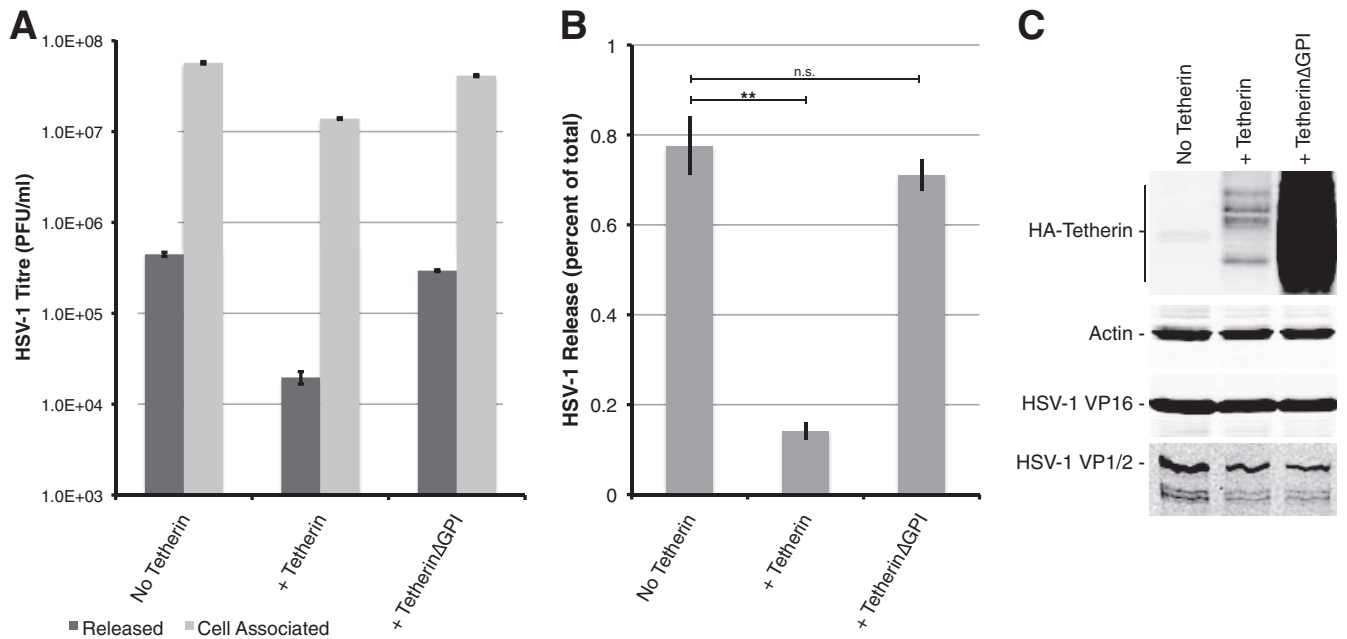 A
HSV-1 Titre (PFU/ml)
1.0E+08
1.0E+07
1.0E+06
1.0E+05
1.0E+04
1.0E+03
No Tetherin
+ Tetherin
+ TetherinΔGPI
Released
Cell Associated
B
HSV-1 Release (percent of total)
1
0.8
0.6
0.4
0.2
0
n.s.
**
No Tetherin
+ Tetherin
+ TetherinΔGPI
C
No Tetherin
+ Tetherin
+ TetherinΔGPI
HA-Tetherin -
Actin -
HSV-1 VP16 -
HSV-1 VP1/2 -